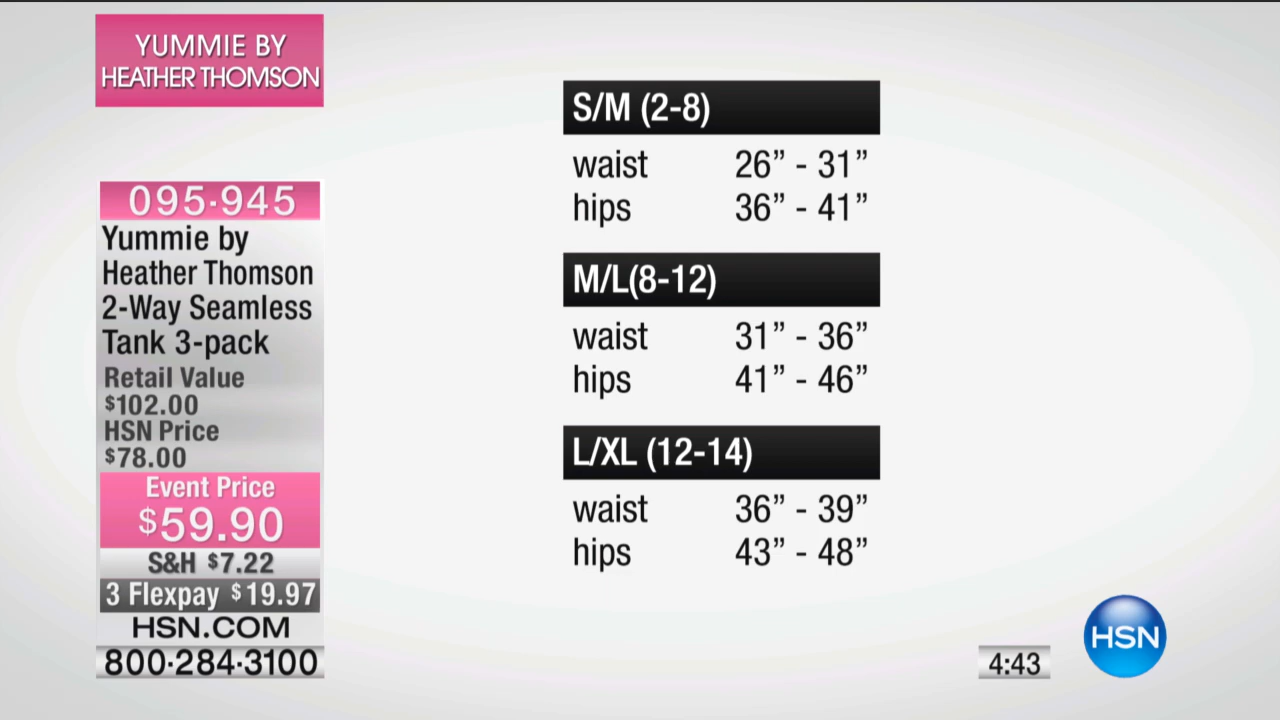 YUMMIE BY
HEATHER THOMSON
095·945
Yummie by
Heather Thomson
2-Way Seamless
Tank 3-pack
Retail Value
$102.00
HSN Price
$78.00
Event Price
$59.90
S&H $7.22
3 Flexpay $19.97
HSN.COM
800·284·3100
S/M (2-8)
waist 26” - 31”
hips 36” - 41”
M/L(8-12)
waist 31” - 36”
hips 41” - 46”
L/XL (12-14)
waist 36” - 39”
hips 43” - 48”
4:43
HSN